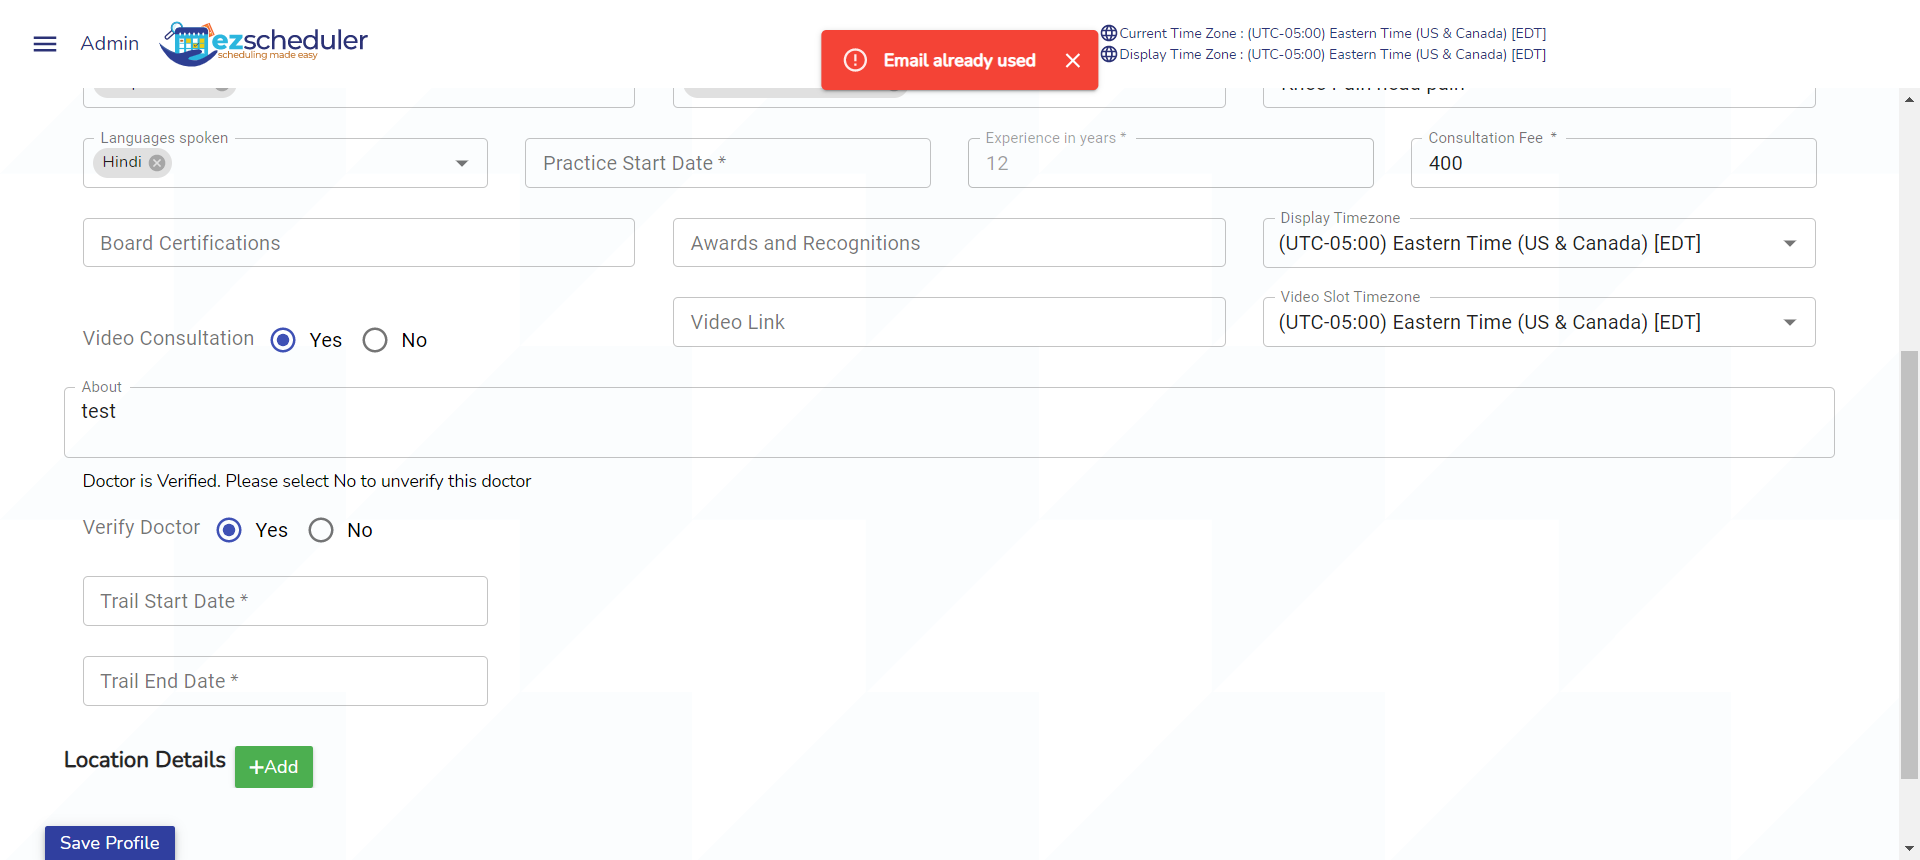 Admin
ezscheduler
scheduling made easy
Email already used
Current Time Zone : (UTC-05:00) Eastern Time (US & Canada) [EDT]
Display Time Zone : (UTC-05:00) Eastern Time (US & Canada) [EDT]
Languages spoken
Hindi
Practice Start Date *
Experience in years *
12
Consultation Fee *
400
Board Certifications
Awards and Recognitions
Display Timezone
(UTC-05:00) Eastern Time (US & Canada) [EDT]
Video Consultation
Yes
No
Video Link
Video Slot Timezone
(UTC-05:00) Eastern Time (US & Canada) [EDT]
About
test
Doctor is Verified. Please select No to unverify this doctor
Verify Doctor
Yes
No
Trail Start Date *
Trail End Date *
Location Details
+Add
Save Profile